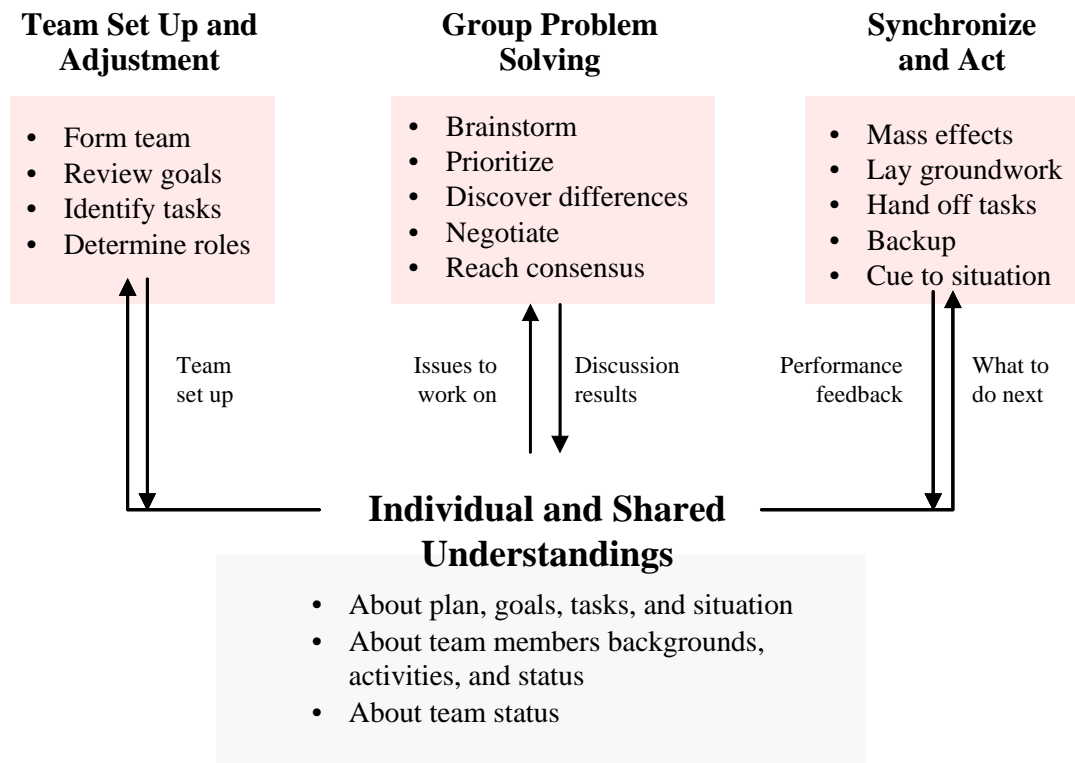 Team Set Up and
Adjustment
Group Problem
Solving
Synchronize
and Act
• Form team
• Review goals
• Identify tasks
• Determine roles
• Brainstorm
• Prioritize
• Discover differences
• Negotiate
• Reach consensus
• Mass effects
• Lay groundwork
• Hand off tasks
• Backup
• Cue to situation
Team
set up
Issues to
work on
Discussion
results
Performance
feedback
What to
do next
Individual and Shared
Understandings
• About plan, goals, tasks, and situation
• About team members backgrounds,
activities, and status
• About team status